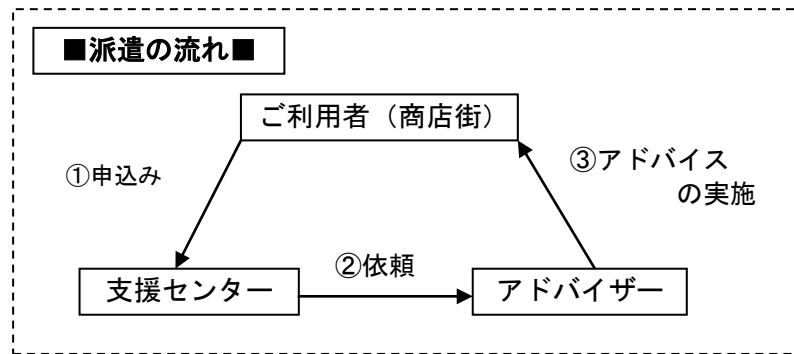 ■派遣の流れ■
ご利用者（商店街）
①申込み
③アドバイス
の実施
②依頼
支援センター
アドバイザー